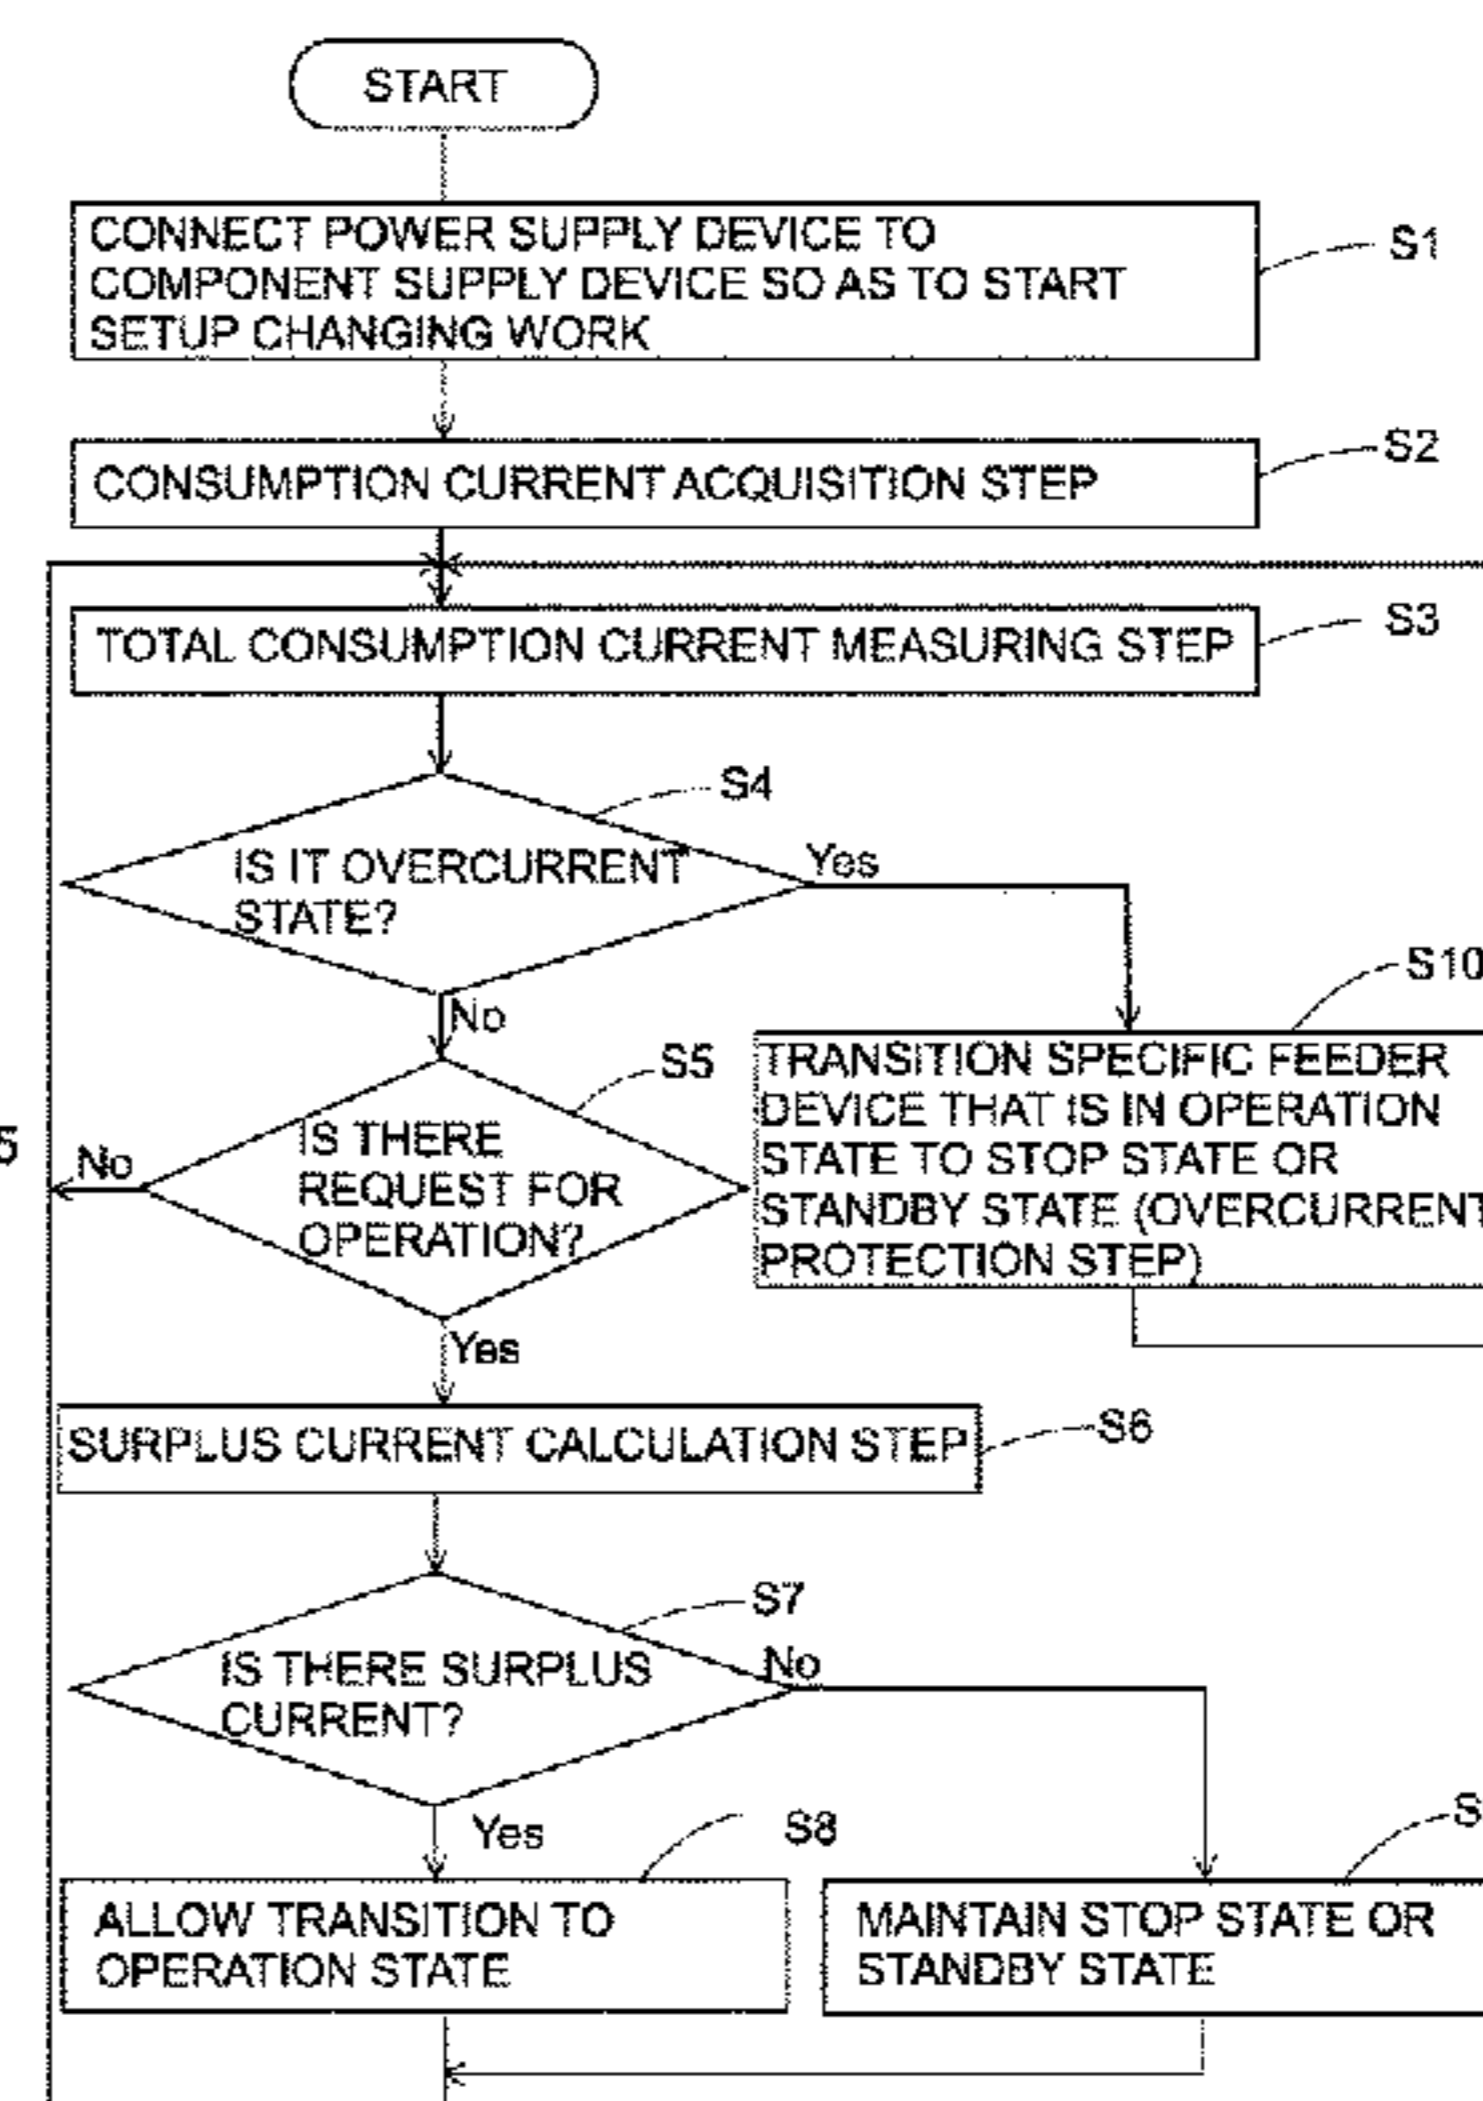 START
CONNECT POWER SUPPLY DEVICE TO
COMPONENT SUPPLY DEVICE SO AS TO START
SETUP CHANGING WORK
S1
CONSUMPTION CURRENT ACQUISITION STEP
S2
TOTAL CONSUMPTION CURRENT MEASURING STEP
S3
IS IT OVERCURRENT
STATE?
S4
Yes
No
S10
TRANSITION SPECIFIC FEEDER
DEVICE THAT IS IN OPERATION
STATE TO STOP STATE OR
STANDBY STATE (OVERCURRENT
PROTECTION STEP)
IS THERE
REQUEST FOR
OPERATION?
S5
No
Yes
SURPLUS CURRENT CALCULATION STEP
S6
IS THERE SURPLUS
CURRENT?
S7
No
Yes
ALLOW TRANSITION TO
OPERATION STATE
S8
MAINTAIN STOP STATE OR
STANDBY STATE
S